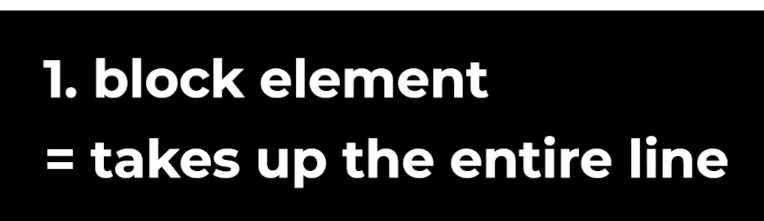 1. block element
= takes up the entire line